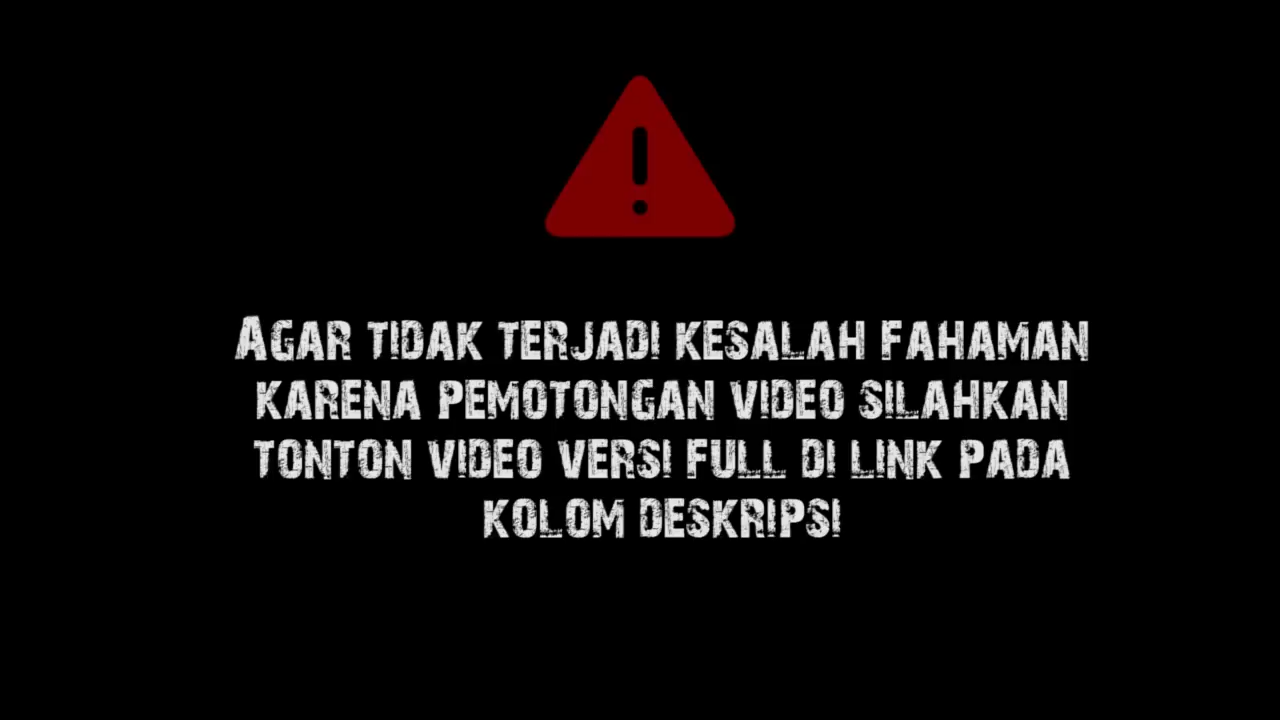 Agar tidak terjadi kesalah fahaman
karena pemotongan video silahkan
tonton video versi full di link pada
kolom deskripsi